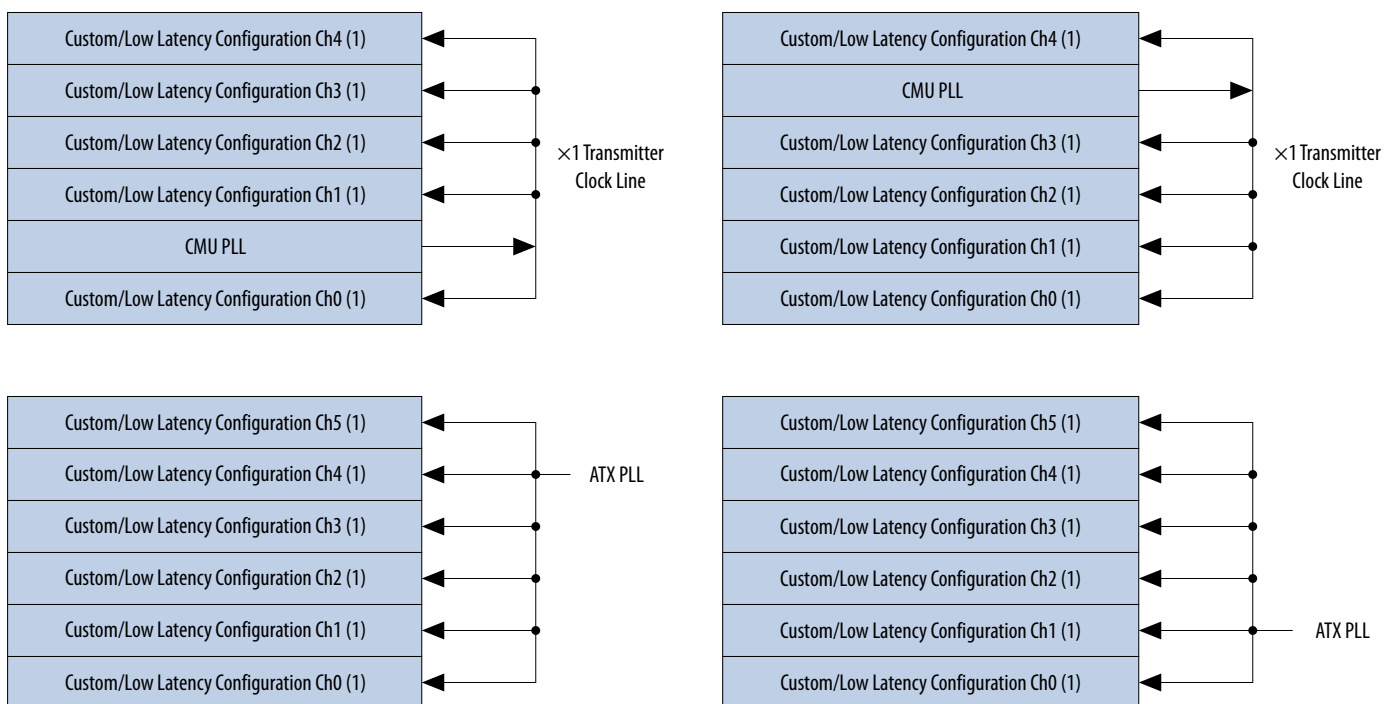 Custom/Low Latency Configuration Ch4 (1)
Custom/Low Latency Configuration Ch3 (1)
Custom/Low Latency Configuration Ch2 (1)
Custom/Low Latency Configuration Ch1 (1)
CMU PLL
Custom/Low Latency Configuration Ch0 (1)
×1 Transmitter
Clock Line
Custom/Low Latency Configuration Ch4 (1)
CMU PLL
Custom/Low Latency Configuration Ch3 (1)
Custom/Low Latency Configuration Ch2 (1)
Custom/Low Latency Configuration Ch1 (1)
Custom/Low Latency Configuration Ch0 (1)
×1 Transmitter
Clock Line
Custom/Low Latency Configuration Ch5 (1)
Custom/Low Latency Configuration Ch4 (1)
Custom/Low Latency Configuration Ch3 (1)
Custom/Low Latency Configuration Ch2 (1)
Custom/Low Latency Configuration Ch1 (1)
Custom/Low Latency Configuration Ch0 (1)
ATX PLL
Custom/Low Latency Configuration Ch5 (1)
Custom/Low Latency Configuration Ch4 (1)
Custom/Low Latency Configuration Ch3 (1)
Custom/Low Latency Configuration Ch2 (1)
Custom/Low Latency Configuration Ch1 (1)
Custom/Low Latency Configuration Ch0 (1)
ATX PLL